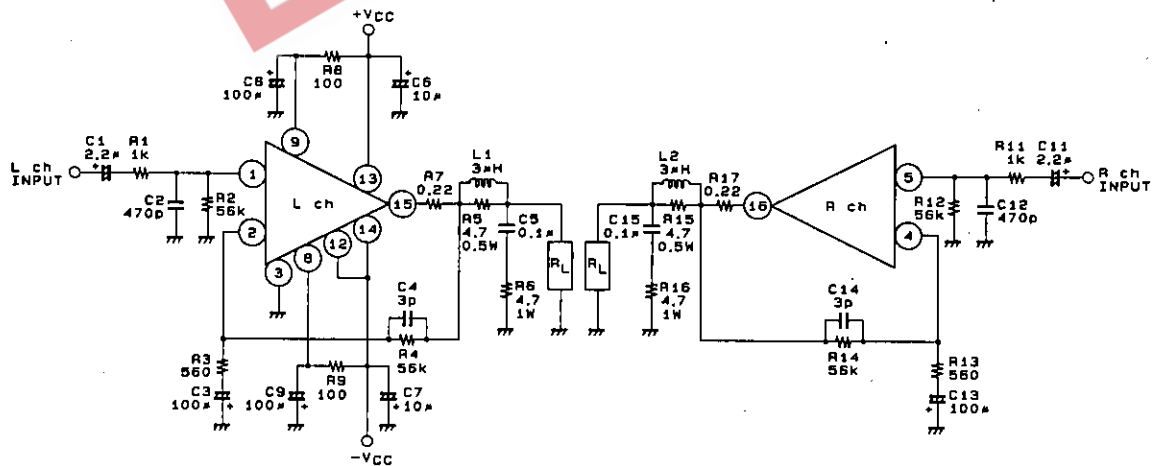 +VCC
C8
100μ
R8
100
C6
10μ
L ch
INPUT
C1
2.2μ
R1
1k
C2
470p
R2
56k
1
2
3
8
9
12
13
14
15
L ch
R7
0.22
L1
3μH
R5
4.7
0.5W
C5
0.1μ
R6
4.7
1W
RL
C4
3p
R4
56k
R3
560
C3
100μ
C9
100μ
R9
100
C7
10μ
-VCC
RL
L2
3μH
C15
0.1μ
R15
4.7
0.5W
R17
0.22
R16
4.7
1W
16
R ch
5
4
R11
1k
C11
2.2μ
R ch
INPUT
R12
56k
C12
470p
C14
3p
R14
56k
R13
560
C13
100μ